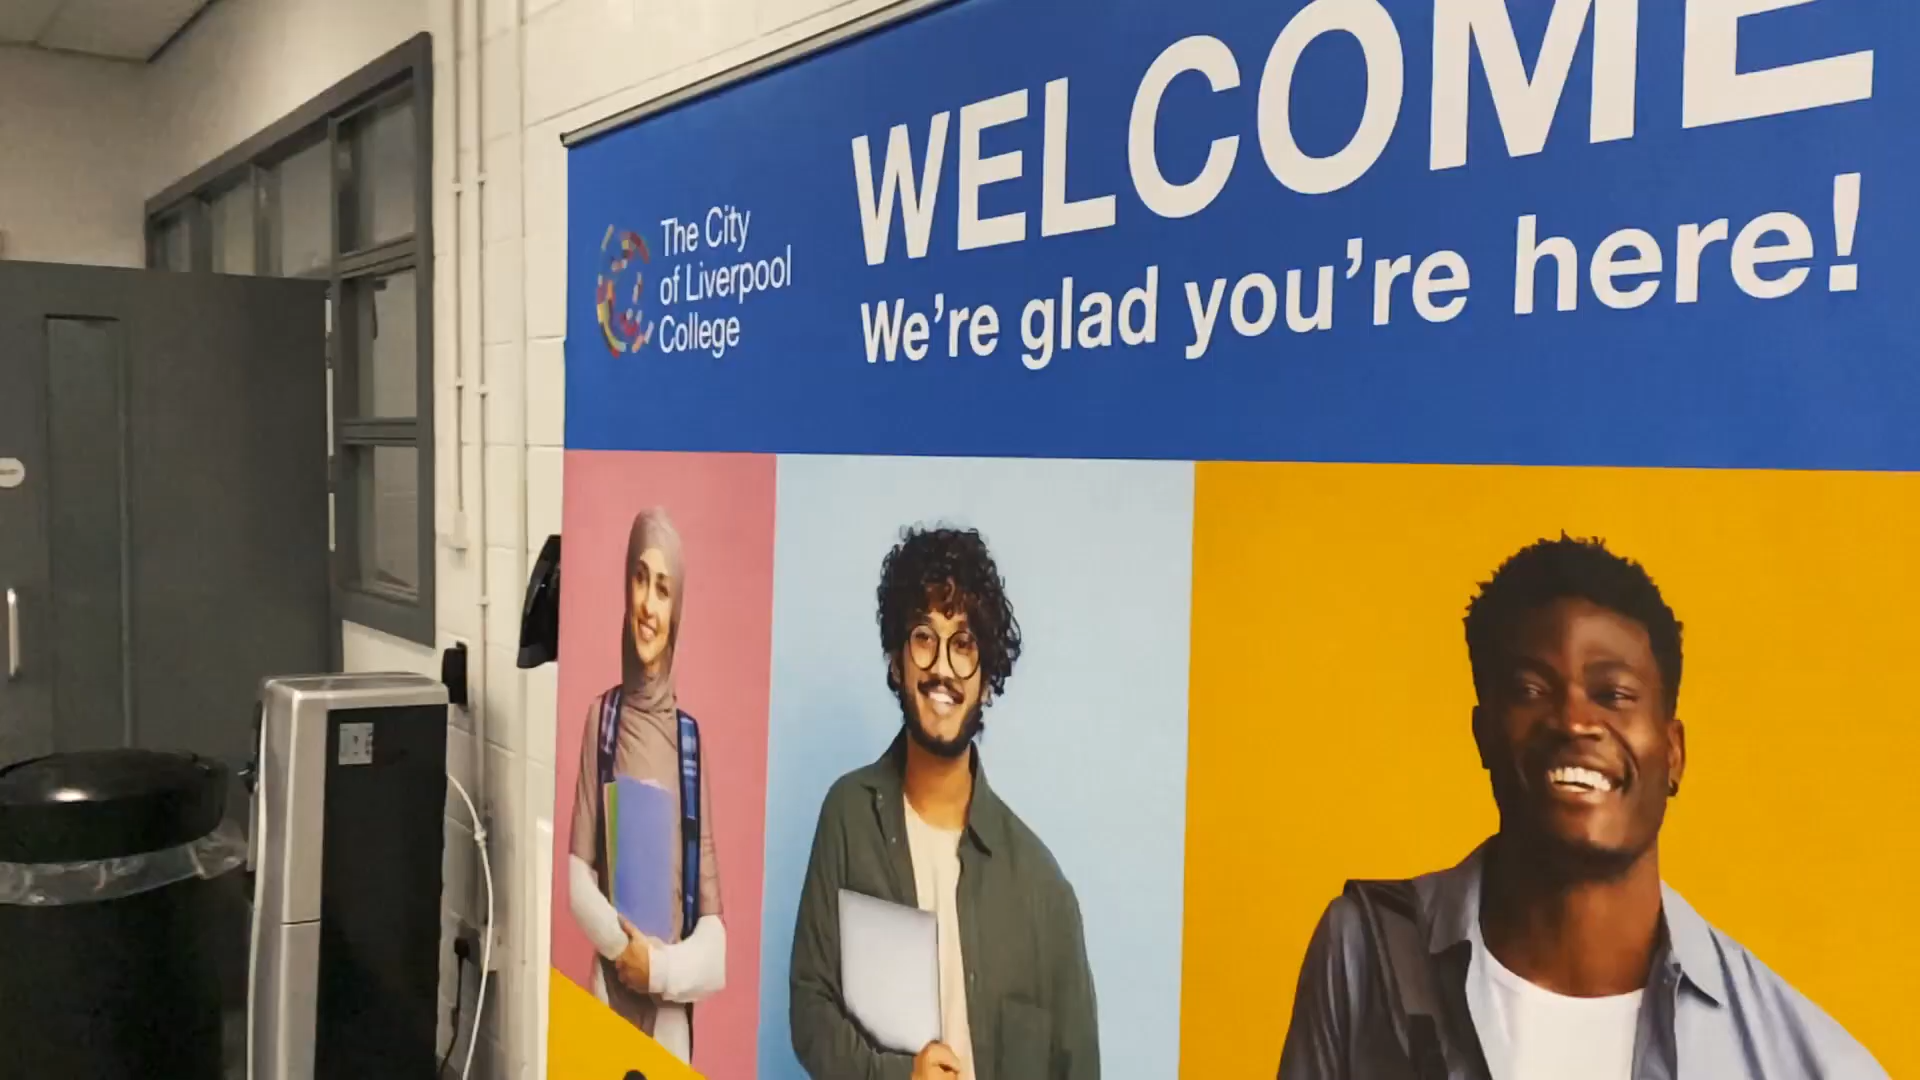 The City
of Liverpool
College
WELCOME
We're glad you're here!